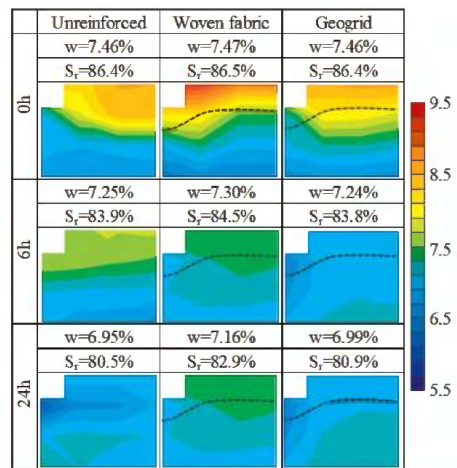 Unreinforced Woven fabric Geogrid
w=7.46% w=7.47% w=7.46%
Sr=86.4% Sr=86.5% Sr=86.4%
0h
9.5
8.5
7.5
6.5
5.5
w=7.25% w=7.30% w=7.24%
Sr=83.9% Sr=84.5% Sr=83.8%
6h
w=6.95% w=7.16% w=6.99%
Sr=80.5% Sr=82.9% Sr=80.9%
24h